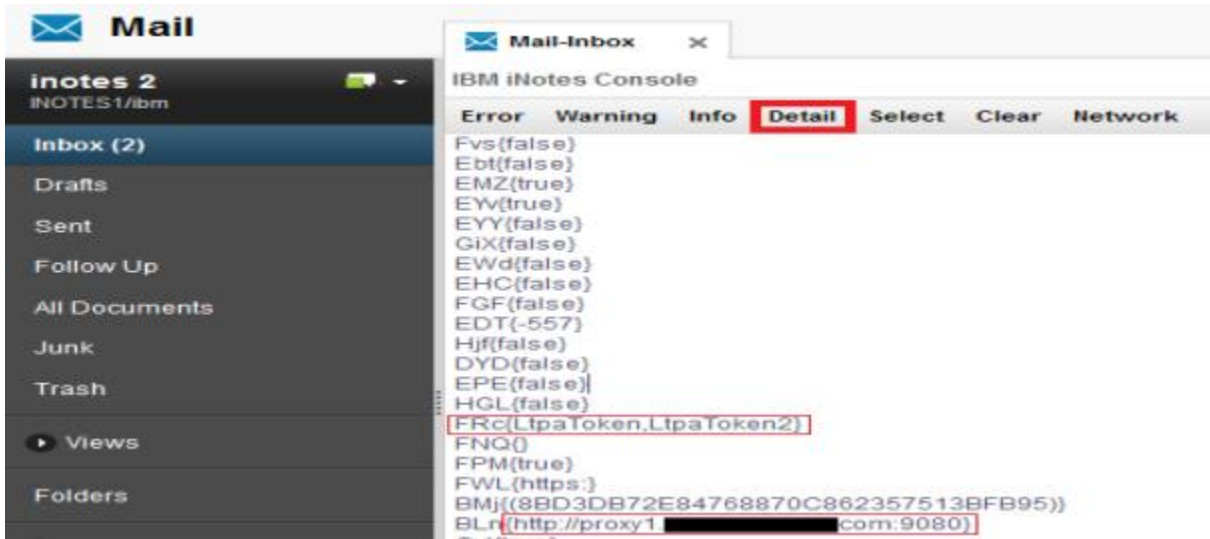 Mail
inotes 2
INOTES1/ibm
Inbox (2)
Drafts
Sent
Follow Up
All Documents
Junk
Trash
Views
Folders
Mail-Inbox
IBM iNotes Console
Error Warning Info Detail Select Clear Network
Fvs{false}
Ebt{false}
EMZ{true}
EYv{true}
EYY{false}
GiX{false}
EWd{false}
EHC{false}
FGF{false}
EDT{-557}
Hjf{false}
DYD{false}
EPE{false}
HGL{false}
FRc{LtpaToken,LtpaToken2}
FNQ{}
FPM{true}
FWL{https:}
BMj{(8BD3DB72E84768870C862357513BFB95)}
BLn{http://proxy1. com:9080}